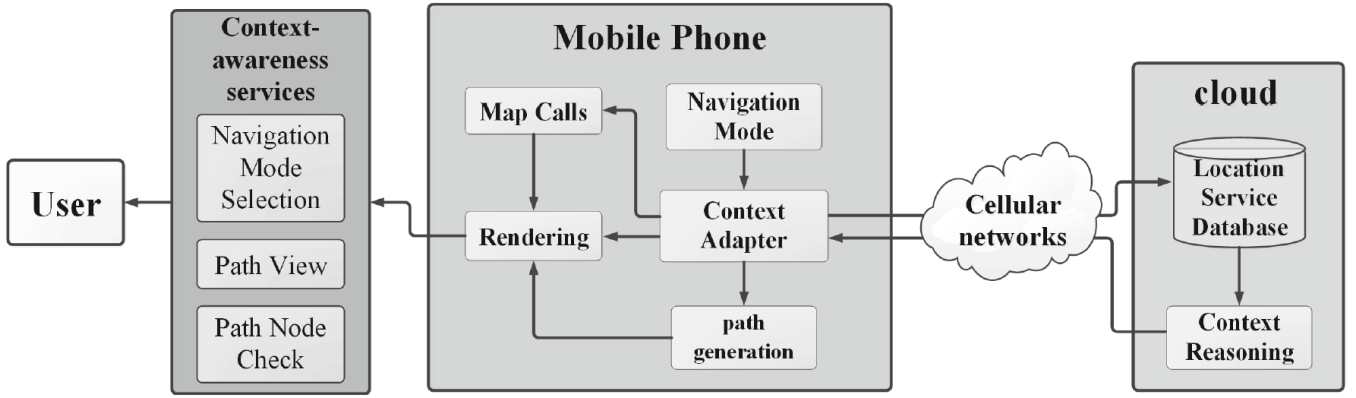 User
Context-
awareness
services
Navigation
Mode
Selection
Path View
Path Node
Check
Mobile Phone
Map Calls
Navigation
Mode
Rendering
Context
Adapter
path
generation
Cellular
networks
cloud
Location
Service
Database
Context
Reasoning